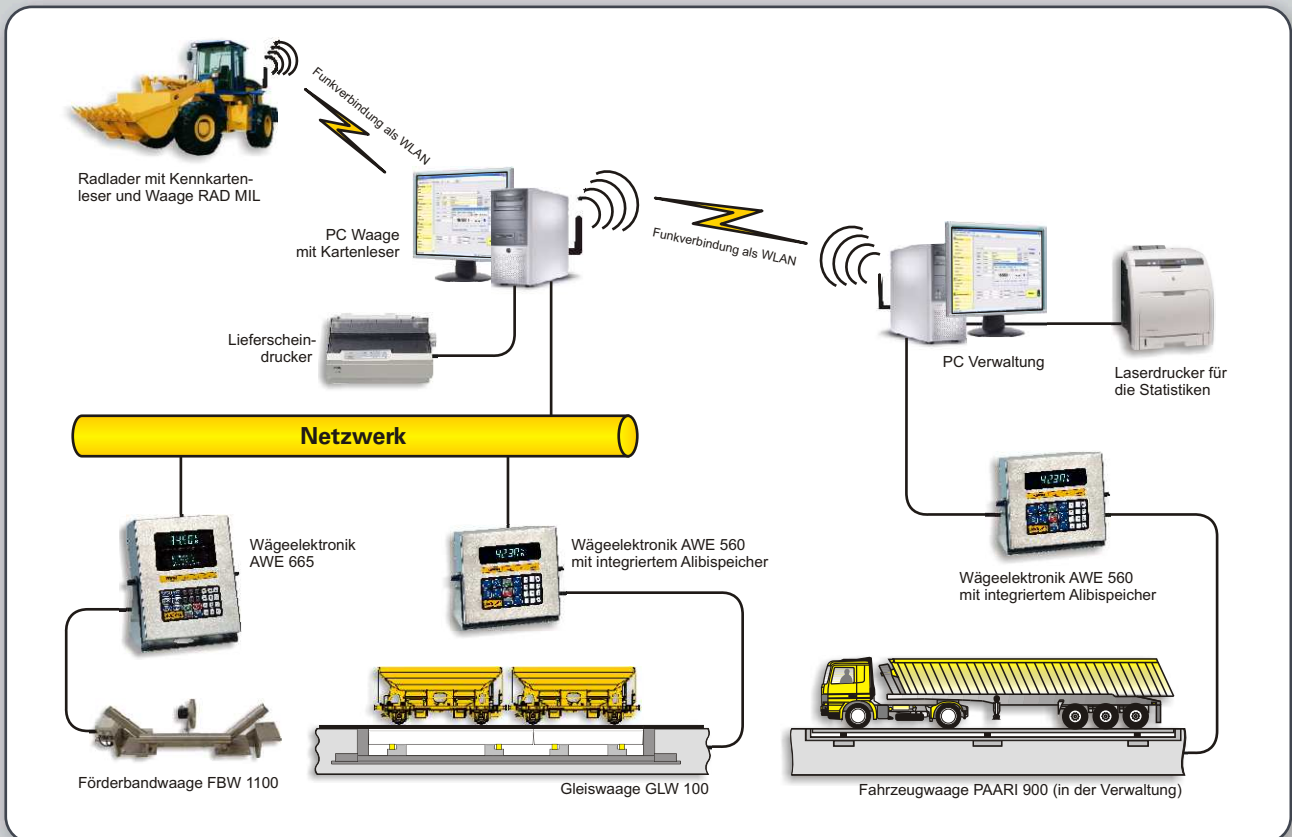 Funkverbindung als WLAN
Radlader mit Kennkarten-
leser und Waage RAD MIL
PC Waage
mit Kartenleser
Funkverbindung als WLAN
Lieferschein-
drucker
PC Verwaltung
Laserdrucker für
die Statistiken
Netzwerk
Wägeelektronik
AWE 665
Wägeelektronik AWE 560
mit integriertem Alibispeicher
Wägeelektronik AWE 560
mit integriertem Alibispeicher
Förderbandwaage FBW 1100
Gleiswaage GLW 100
Fahrzeugwaage PAARI 900 (in der Verwaltung)